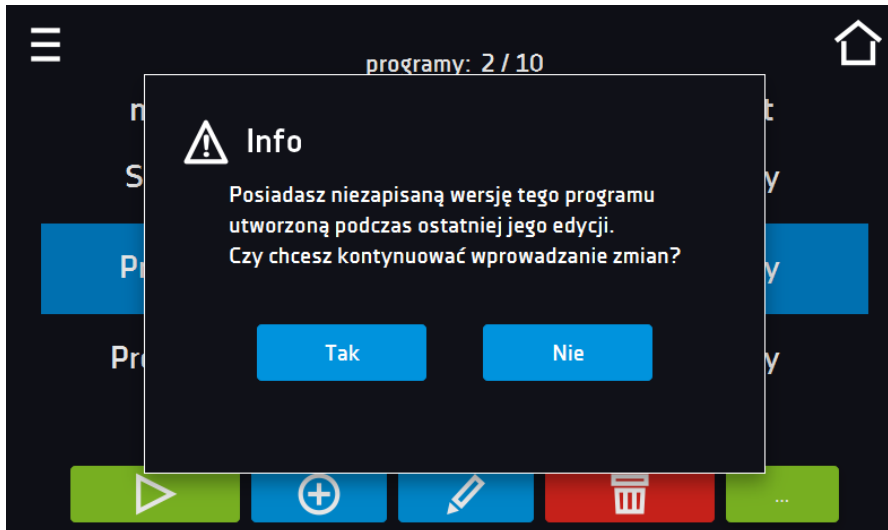 programy: 2 / 10
Info
Posiadasz niezapisaną wersję tego programu
utworzoną podczas ostatniej jego edycji.
Czy chcesz kontynuować wprowadzanie zmian?
Tak
Nie
...